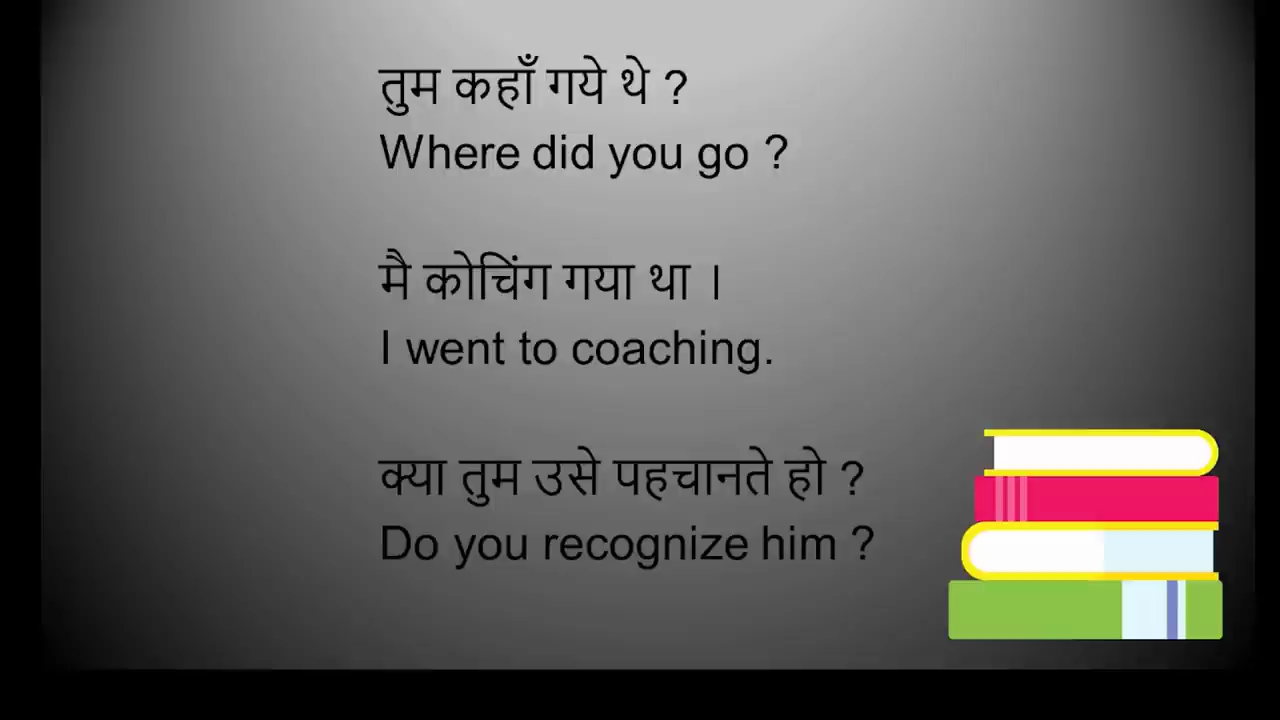 तुम कहाँ गये थे ?
Where did you go ?
मै कोचिंग गया था ।
I went to coaching.
क्या तुम उसे पहचानते हो ?
Do you recognize him ?